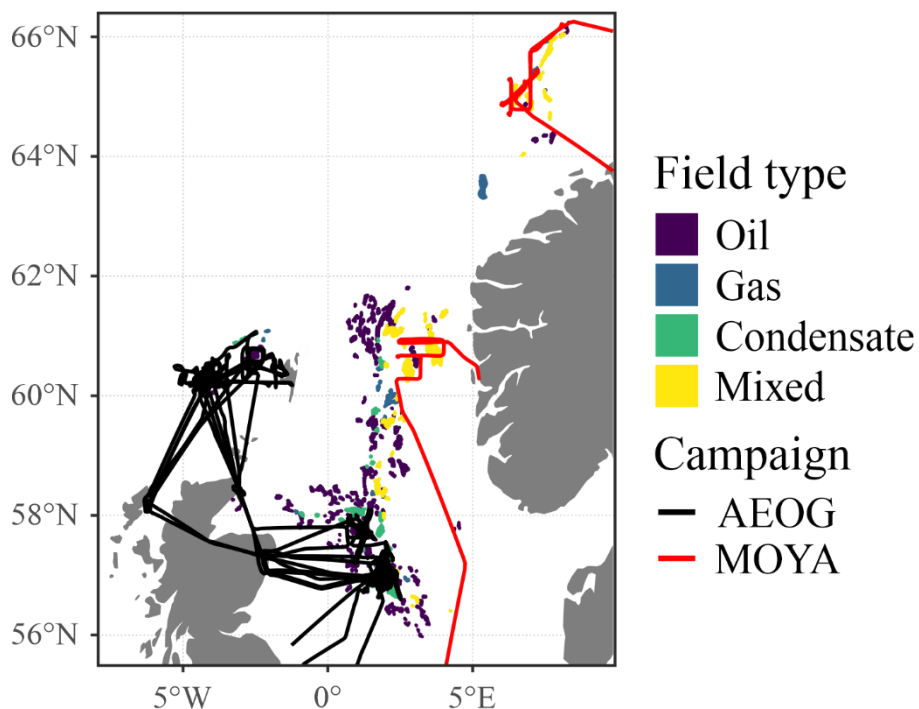 66°N
64°N
62°N
60°N
58°N
56°N
5°W
0°
5°E
Field type
Oil
Gas
Condensate
Mixed
Campaign
AEOG
MOYA